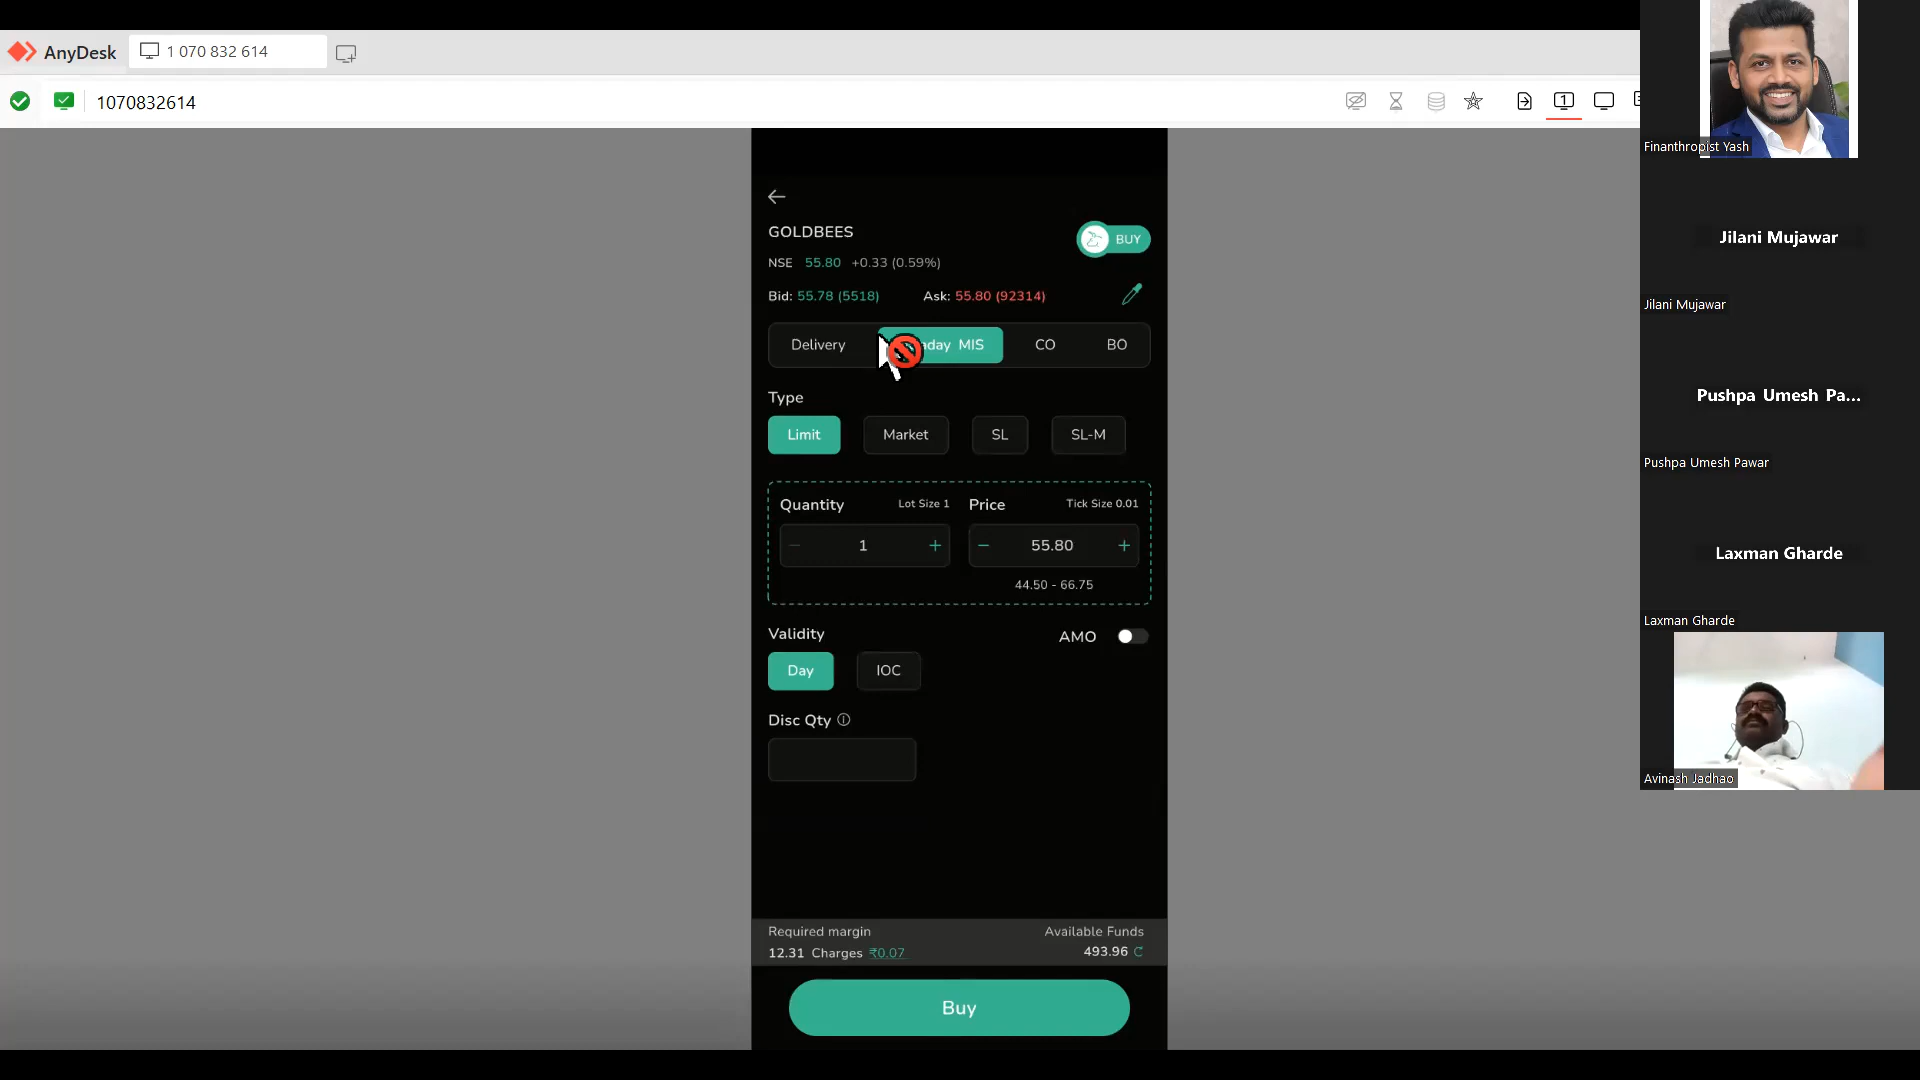 AnyDesk
1 070 832 614
1070832614
1
GOLDBEES
BUY
NSE 55.80 +0.33 (0.59%)
Bid: 55.78 (5518) Ask: 55.80 (92314)
Delivery MIS CO BO
Type
Limit Market SL SL-M
Quantity Lot Size 1 Price Tick Size 0.01
− 1 + − 55.80 +
44.50 - 66.75
Validity AMO
Day IOC
Disc Qty
Required margin Available Funds
12.31 Charges ₹0.07 493.96
Buy
Finanthropist Yash
Jilani Mujawar
Jilani Mujawar
Pushpa Umesh Pa...
Pushpa Umesh Pawar
Laxman Gharde
Laxman Gharde
Avinash Jadhao